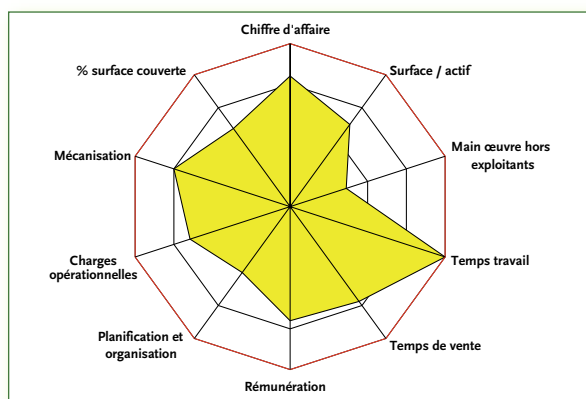 Chiffre d'affaire
% surface couverte
Surface / actif
Mécanisation
Main œuvre hors
exploitants
Charges
opérationnelles
Temps travail
Planification et
organisation
Temps de vente
Rémunération